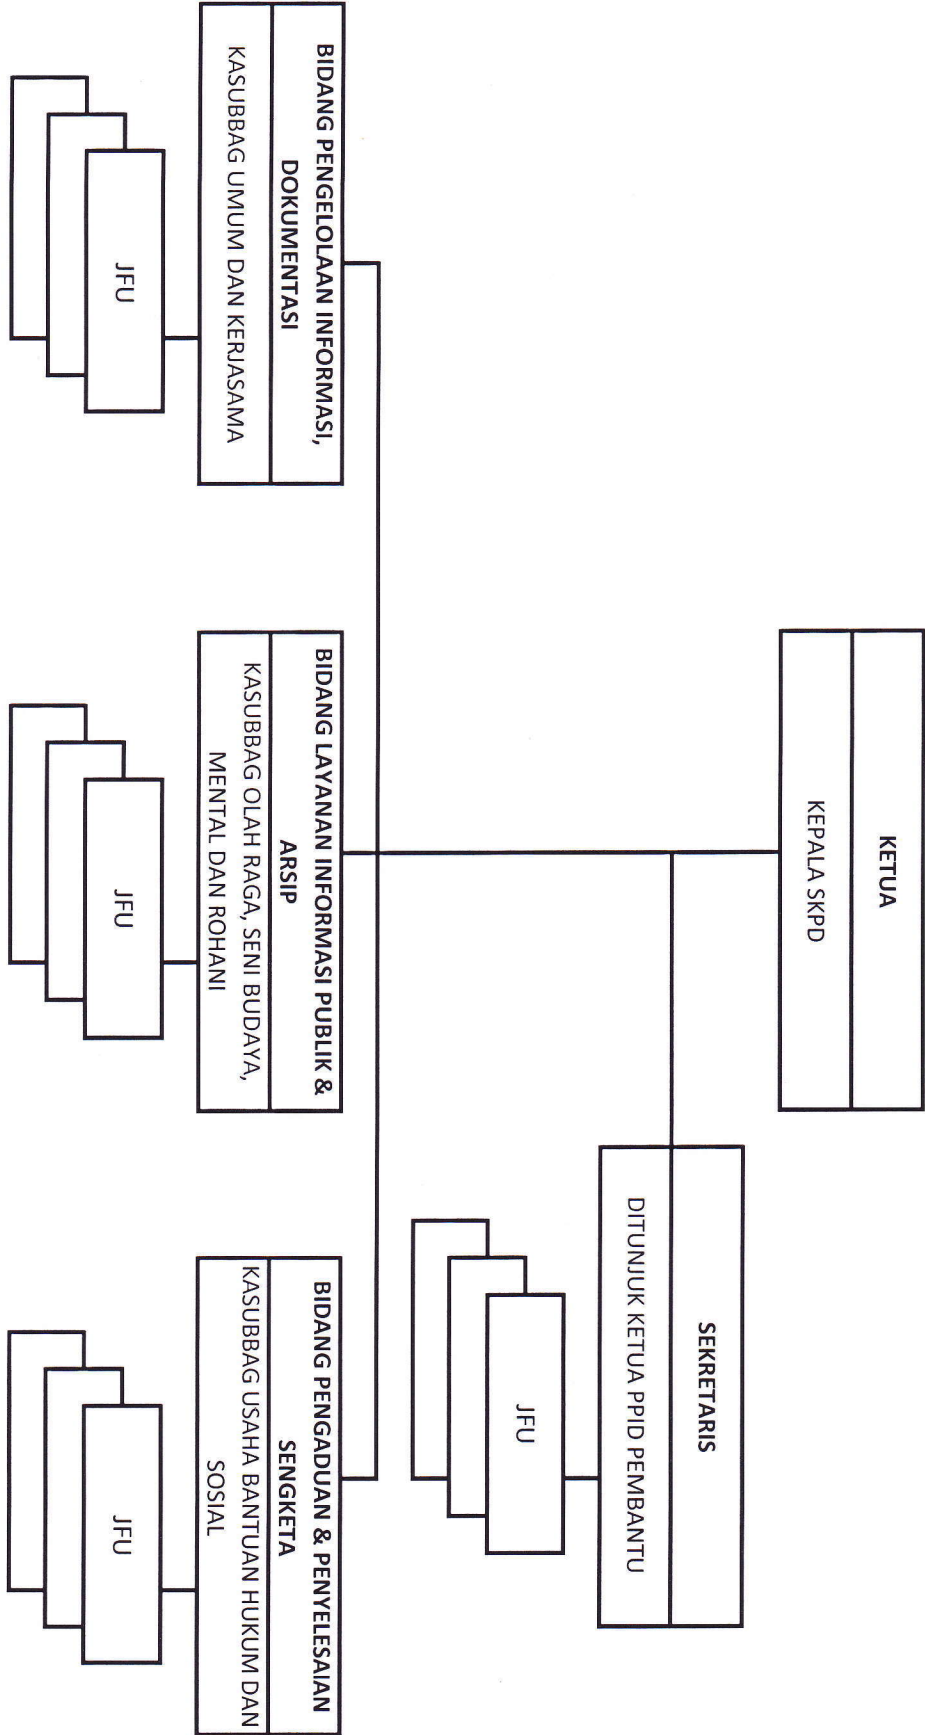 KETUA
KEPALA SKPD
SEKRETARIS
DITUNJUK KETUA PPID PEMBANTU
JFU
BIDANG PENGELOLAAN INFORMASI,
DOKUMENTASI
KASUBBAG UMUM DAN KERJASAMA
JFU
BIDANG LAYANAN INFORMASI PUBLIK &
ARSIP
KASUBBAG OLAH RAGA, SENI BUDAYA,
MENTAL DAN ROHANI
JFU
BIDANG PENGADUAN & PENYELESAIAN
SENGKETA
KASUBBAG USAHA BANTUAN HUKUM DAN
SOSIAL
JFU